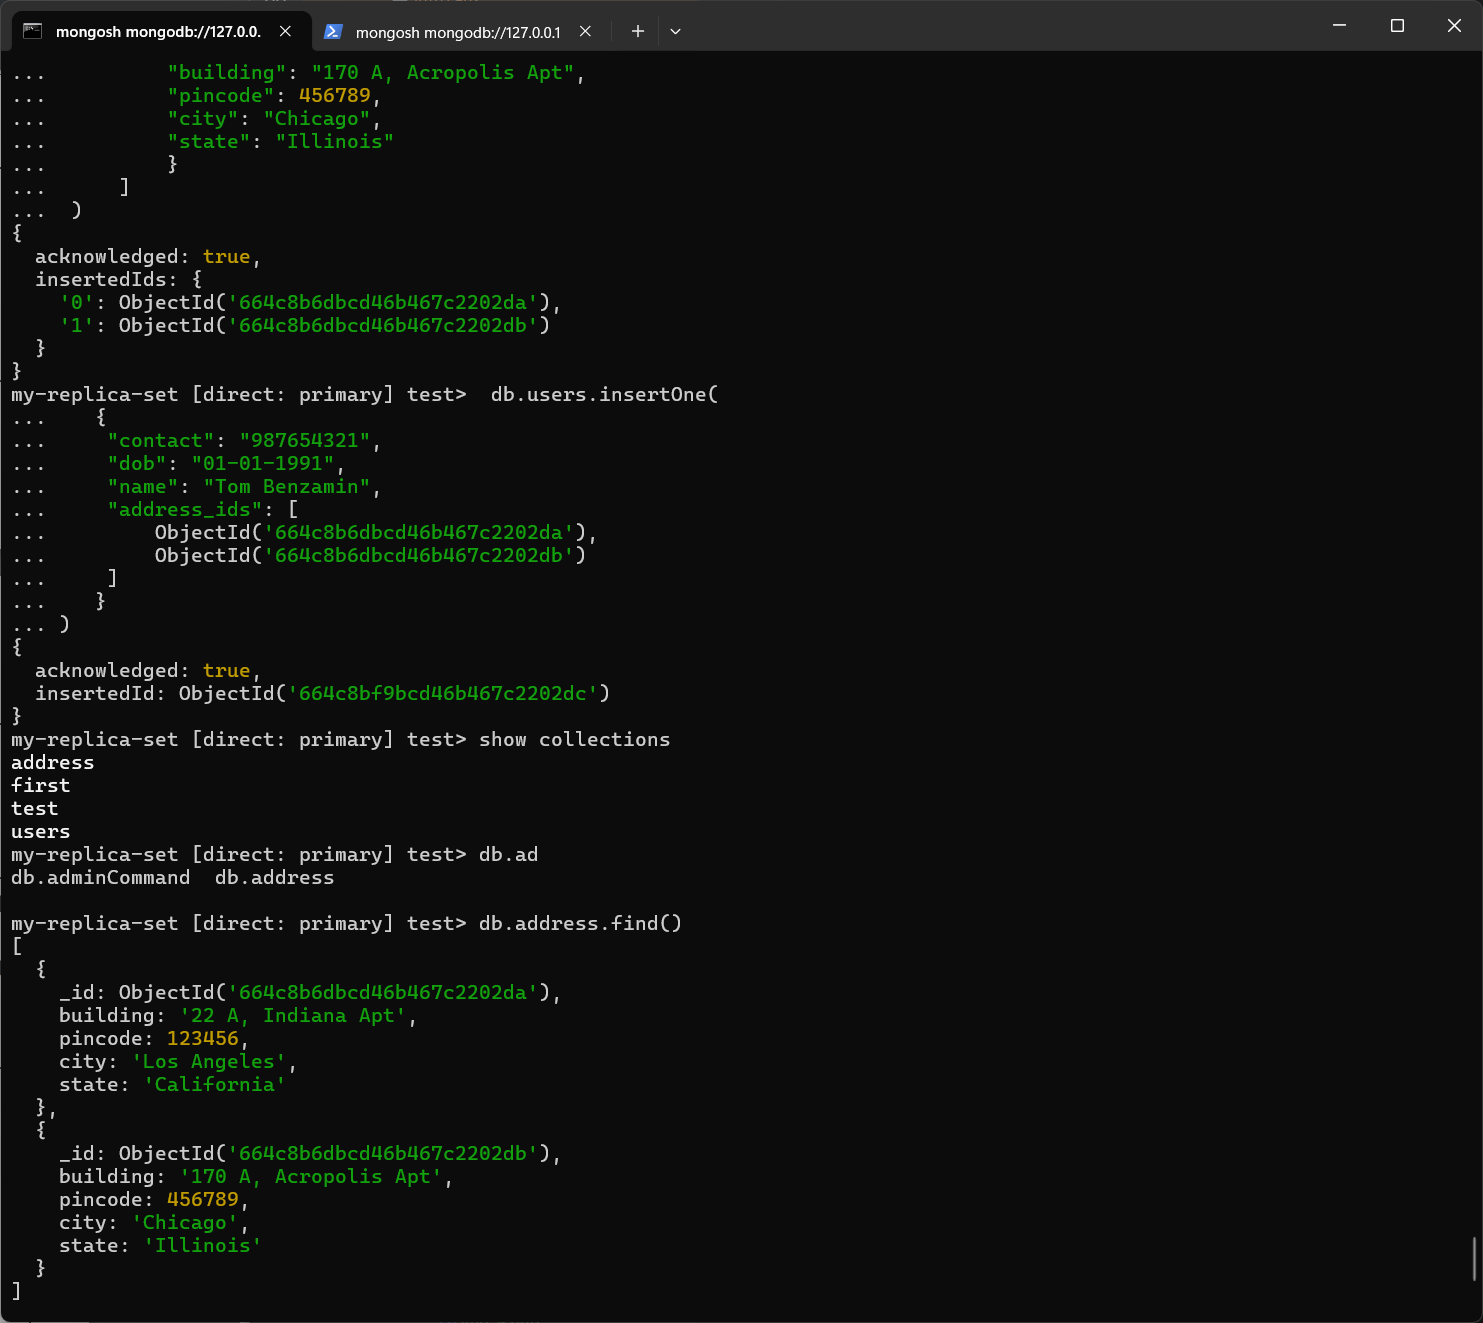 mongosh mongodb://127.0.0.
mongosh mongodb://127.0.0.1
...          "building": "170 A, Acropolis Apt",
...          "pincode": 456789,
...          "city": "Chicago",
...          "state": "Illinois"
...          }
...      ]
...  )
{
  acknowledged: true,
  insertedIds: {
    '0': ObjectId('664c8b6dbcd46b467c2202da'),
    '1': ObjectId('664c8b6dbcd46b467c2202db')
  }
}
my-replica-set [direct: primary] test>  db.users.insertOne(
...    {
...     "contact": "987654321",
...     "dob": "01-01-1991",
...     "name": "Tom Benzamin",
...     "address_ids": [
...         ObjectId('664c8b6dbcd46b467c2202da'),
...         ObjectId('664c8b6dbcd46b467c2202db')
...     ]
...    }
... )
{
  acknowledged: true,
  insertedId: ObjectId('664c8bf9bcd46b467c2202dc')
}
my-replica-set [direct: primary] test> show collections
address
first
test
users
my-replica-set [direct: primary] test> db.ad
db.adminCommand  db.address
my-replica-set [direct: primary] test> db.address.find()
[
  {
    _id: ObjectId('664c8b6dbcd46b467c2202da'),
    building: '22 A, Indiana Apt',
    pincode: 123456,
    city: 'Los Angeles',
    state: 'California'
  },
  {
    _id: ObjectId('664c8b6dbcd46b467c2202db'),
    building: '170 A, Acropolis Apt',
    pincode: 456789,
    city: 'Chicago',
    state: 'Illinois'
  }
]